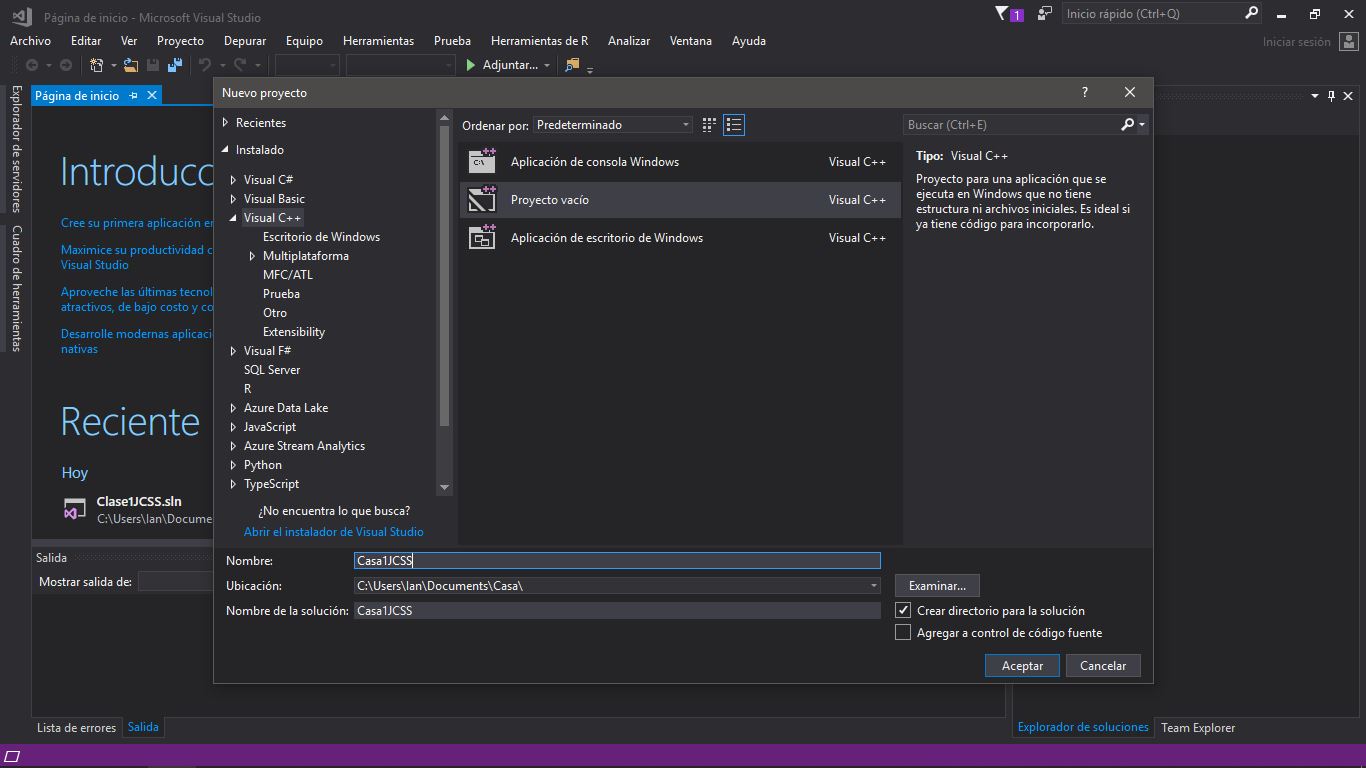 Página de inicio - Microsoft Visual Studio
1
Inicio rápido (Ctrl+Q)
Archivo Editar Ver Proyecto Depurar Equipo Herramientas Prueba Herramientas de R Analizar Ventana Ayuda
Iniciar sesión
Adjuntar...
Explorador de servidores
Cuadro de herramientas
Página de inicio
Introducc
Cree su primera aplicación en
Maximice su productividad c
Visual Studio
Aproveche las últimas tecnol
atractivos, de bajo costo y co
Desarrolle modernas aplicaci
nativas
Reciente
Hoy
Clase1JCSS.sln
C:\Users\Ian\Docume
Nuevo proyecto
?
Recientes
Instalado
Visual C#
Visual Basic
Visual C++
Escritorio de Windows
Multiplataforma
MFC/ATL
Prueba
Otro
Extensibility
Visual F#
SQL Server
R
Azure Data Lake
JavaScript
Azure Stream Analytics
Python
TypeScript
¿No encuentra lo que busca?
Abrir el instalador de Visual Studio
Ordenar por: Predeterminado
Buscar (Ctrl+E)
Aplicación de consola Windows Visual C++
Proyecto vacío Visual C++
Aplicación de escritorio de Windows Visual C++
Tipo: Visual C++
Proyecto para una aplicación que se
ejecuta en Windows que no tiene
estructura ni archivos iniciales. Es ideal si
ya tiene código para incorporarlo.
Nombre: Casa1JCSS
Ubicación: C:\Users\Ian\Documents\Casa\
Examinar...
Nombre de la solución: Casa1JCSS
Crear directorio para la solución
Agregar a control de código fuente
Aceptar Cancelar
Salida
Mostrar salida de:
Lista de errores Salida
Explorador de soluciones Team Explorer